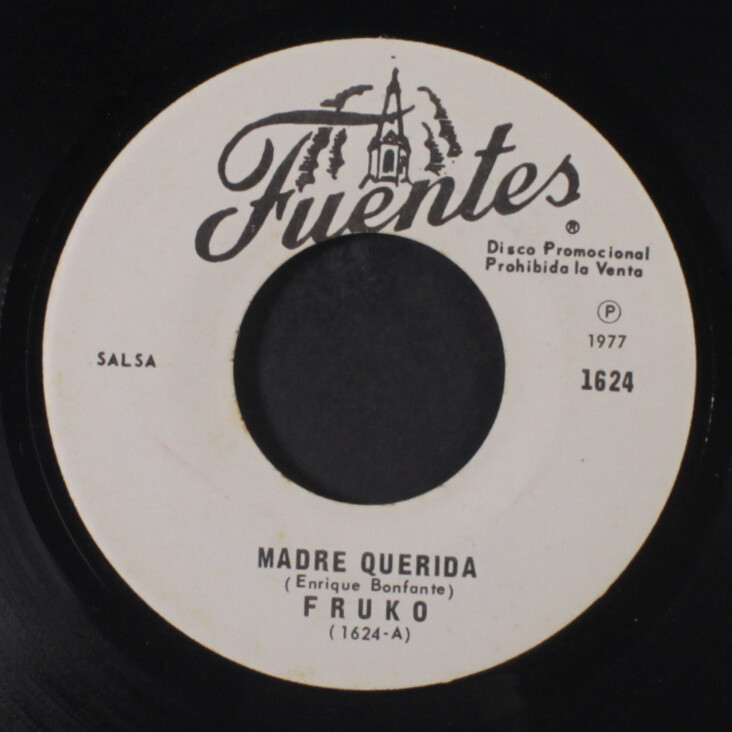 Fuentes
®
Disco Promocional
Prohibida la Venta
Ⓟ
1977
SALSA
1624
MADRE QUERIDA
(Enrique Bonfante)
FRUKO
(1624-A)